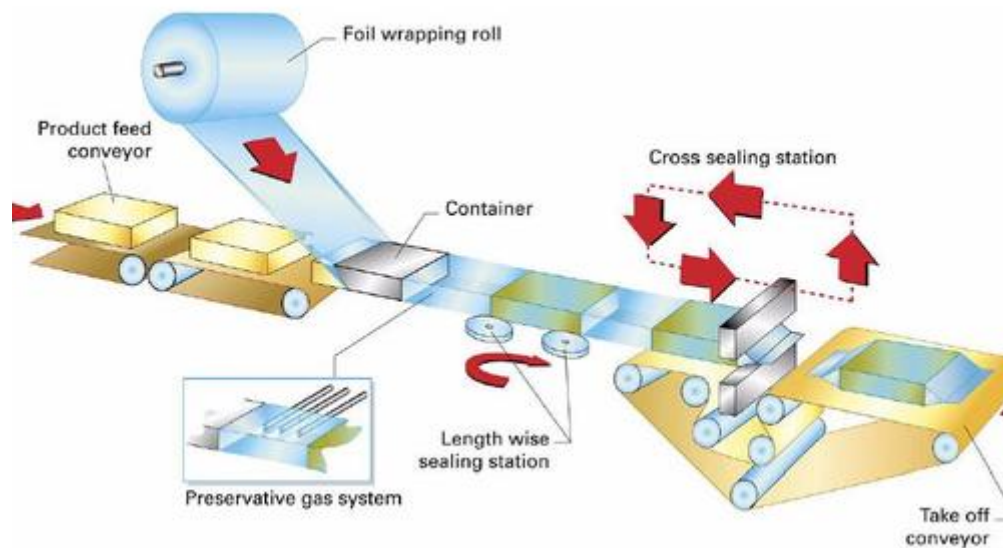 Foil wrapping roll
Product feed
conveyor
Cross sealing station
Container
Length wise
sealing station
Preservative gas system
Take off
conveyor